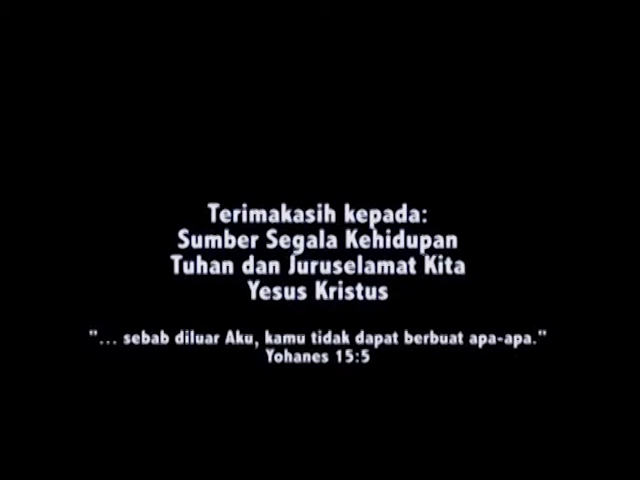 Terimakasih kepada:
Sumber Segala Kehidupan
Tuhan dan Juruselamat Kita
Yesus Kristus
"... sebab diluar Aku, kamu tidak dapat berbuat apa-apa."
Yohanes 15:5